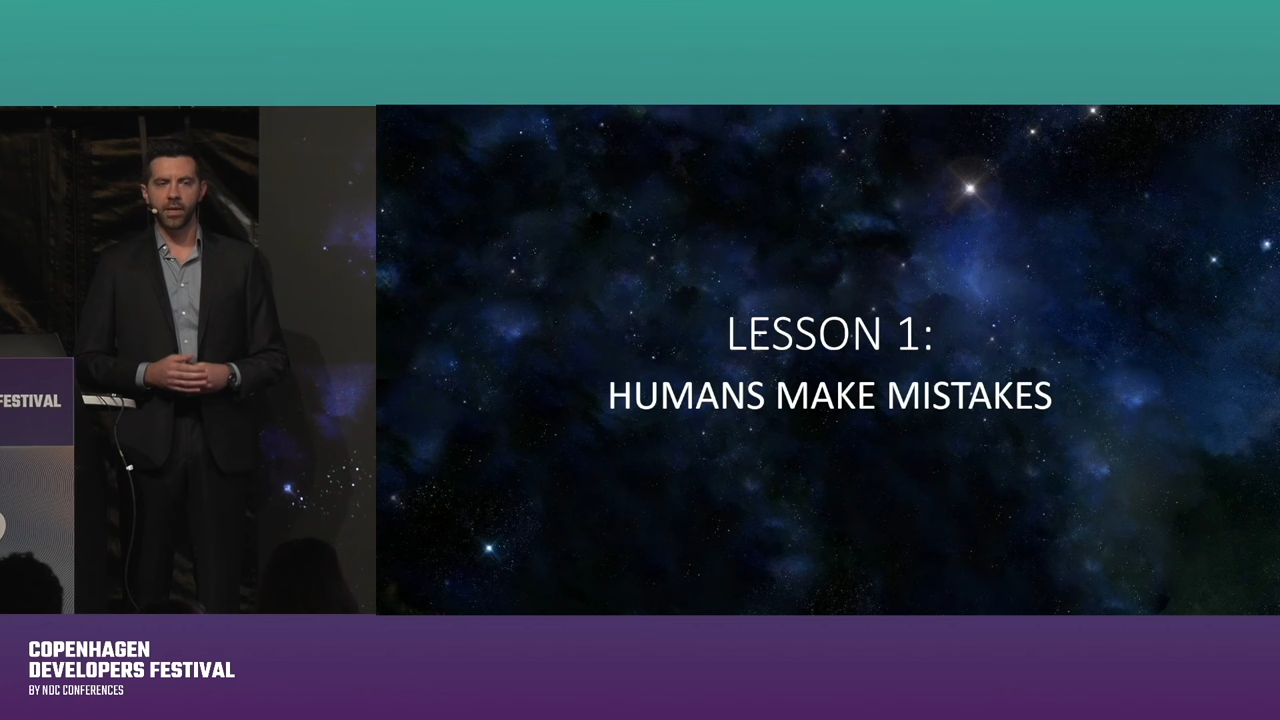 LESSON 1:
HUMANS MAKE MISTAKES
FESTIVAL
COPENHAGEN
DEVELOPERS FESTIVAL
BY NDC CONFERENCES